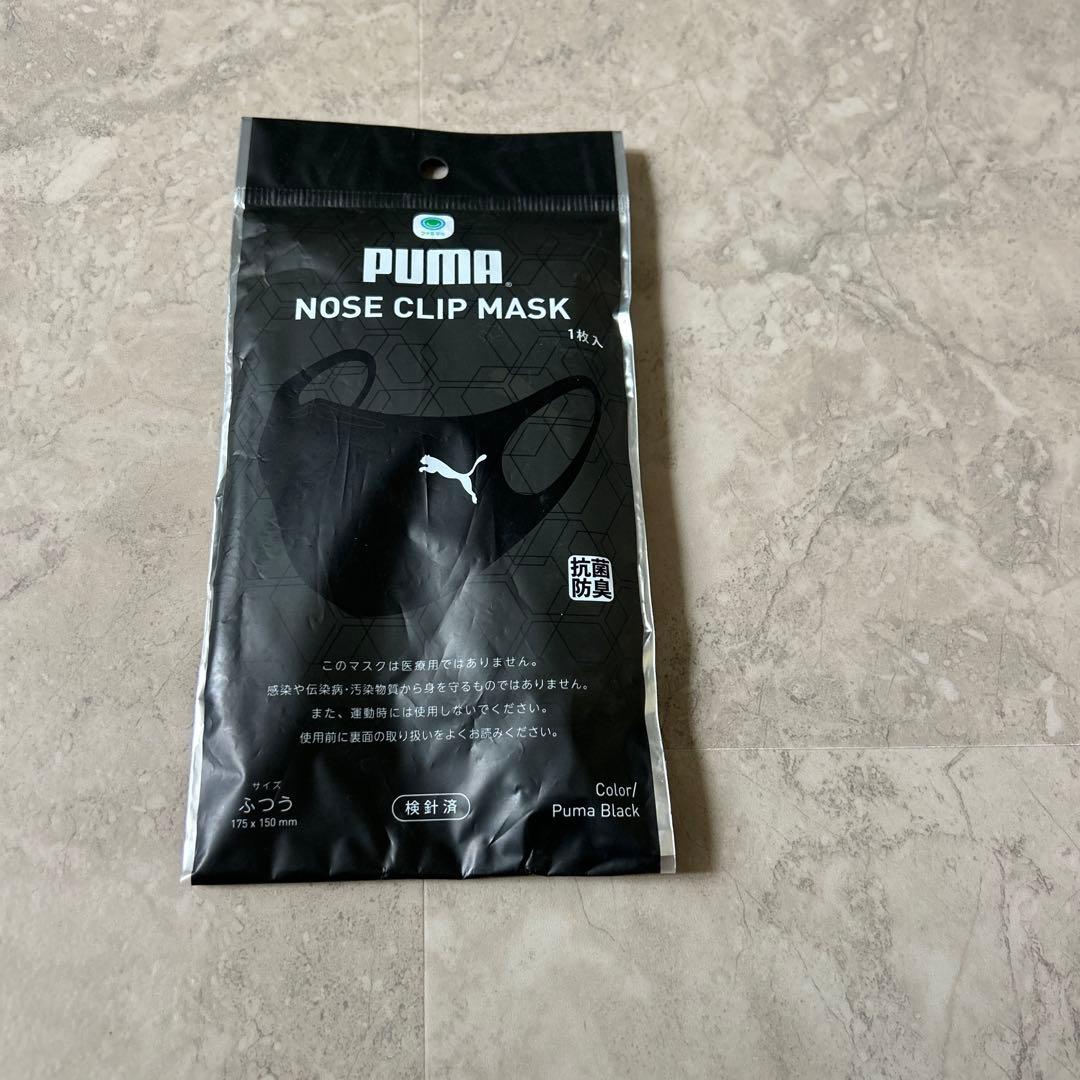 ファミマル
PUMA®
NOSE CLIP MASK
1枚入
抗菌
防臭
このマスクは医療用ではありません。
感染や伝染病・汚染物質から身を守るものではありません。
また、運動時には使用しないでください。
使用前に裏面の取り扱いをよくお読みください。
サイズ
ふつう
175 x 150 mm
検針済
Color/
Puma Black